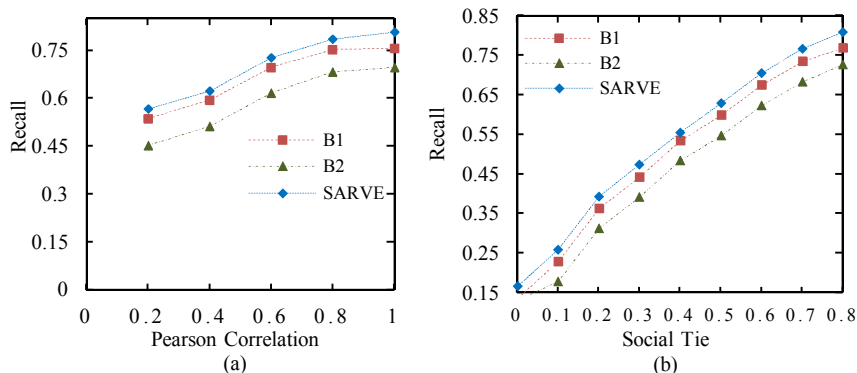 0.75
0.6
0.45
0.3
0.15
0
Recall
B1
B2
SARVE
0 0.2 0.4 0.6 0.8 1
Pearson Correlation
(a)
0.85
0.75
0.65
0.55
0.45
0.35
0.25
0.15
Recall
B1
B2
SARVE
0 0.1 0.2 0.3 0.4 0.5 0.6 0.7 0.8
Social Tie
(b)